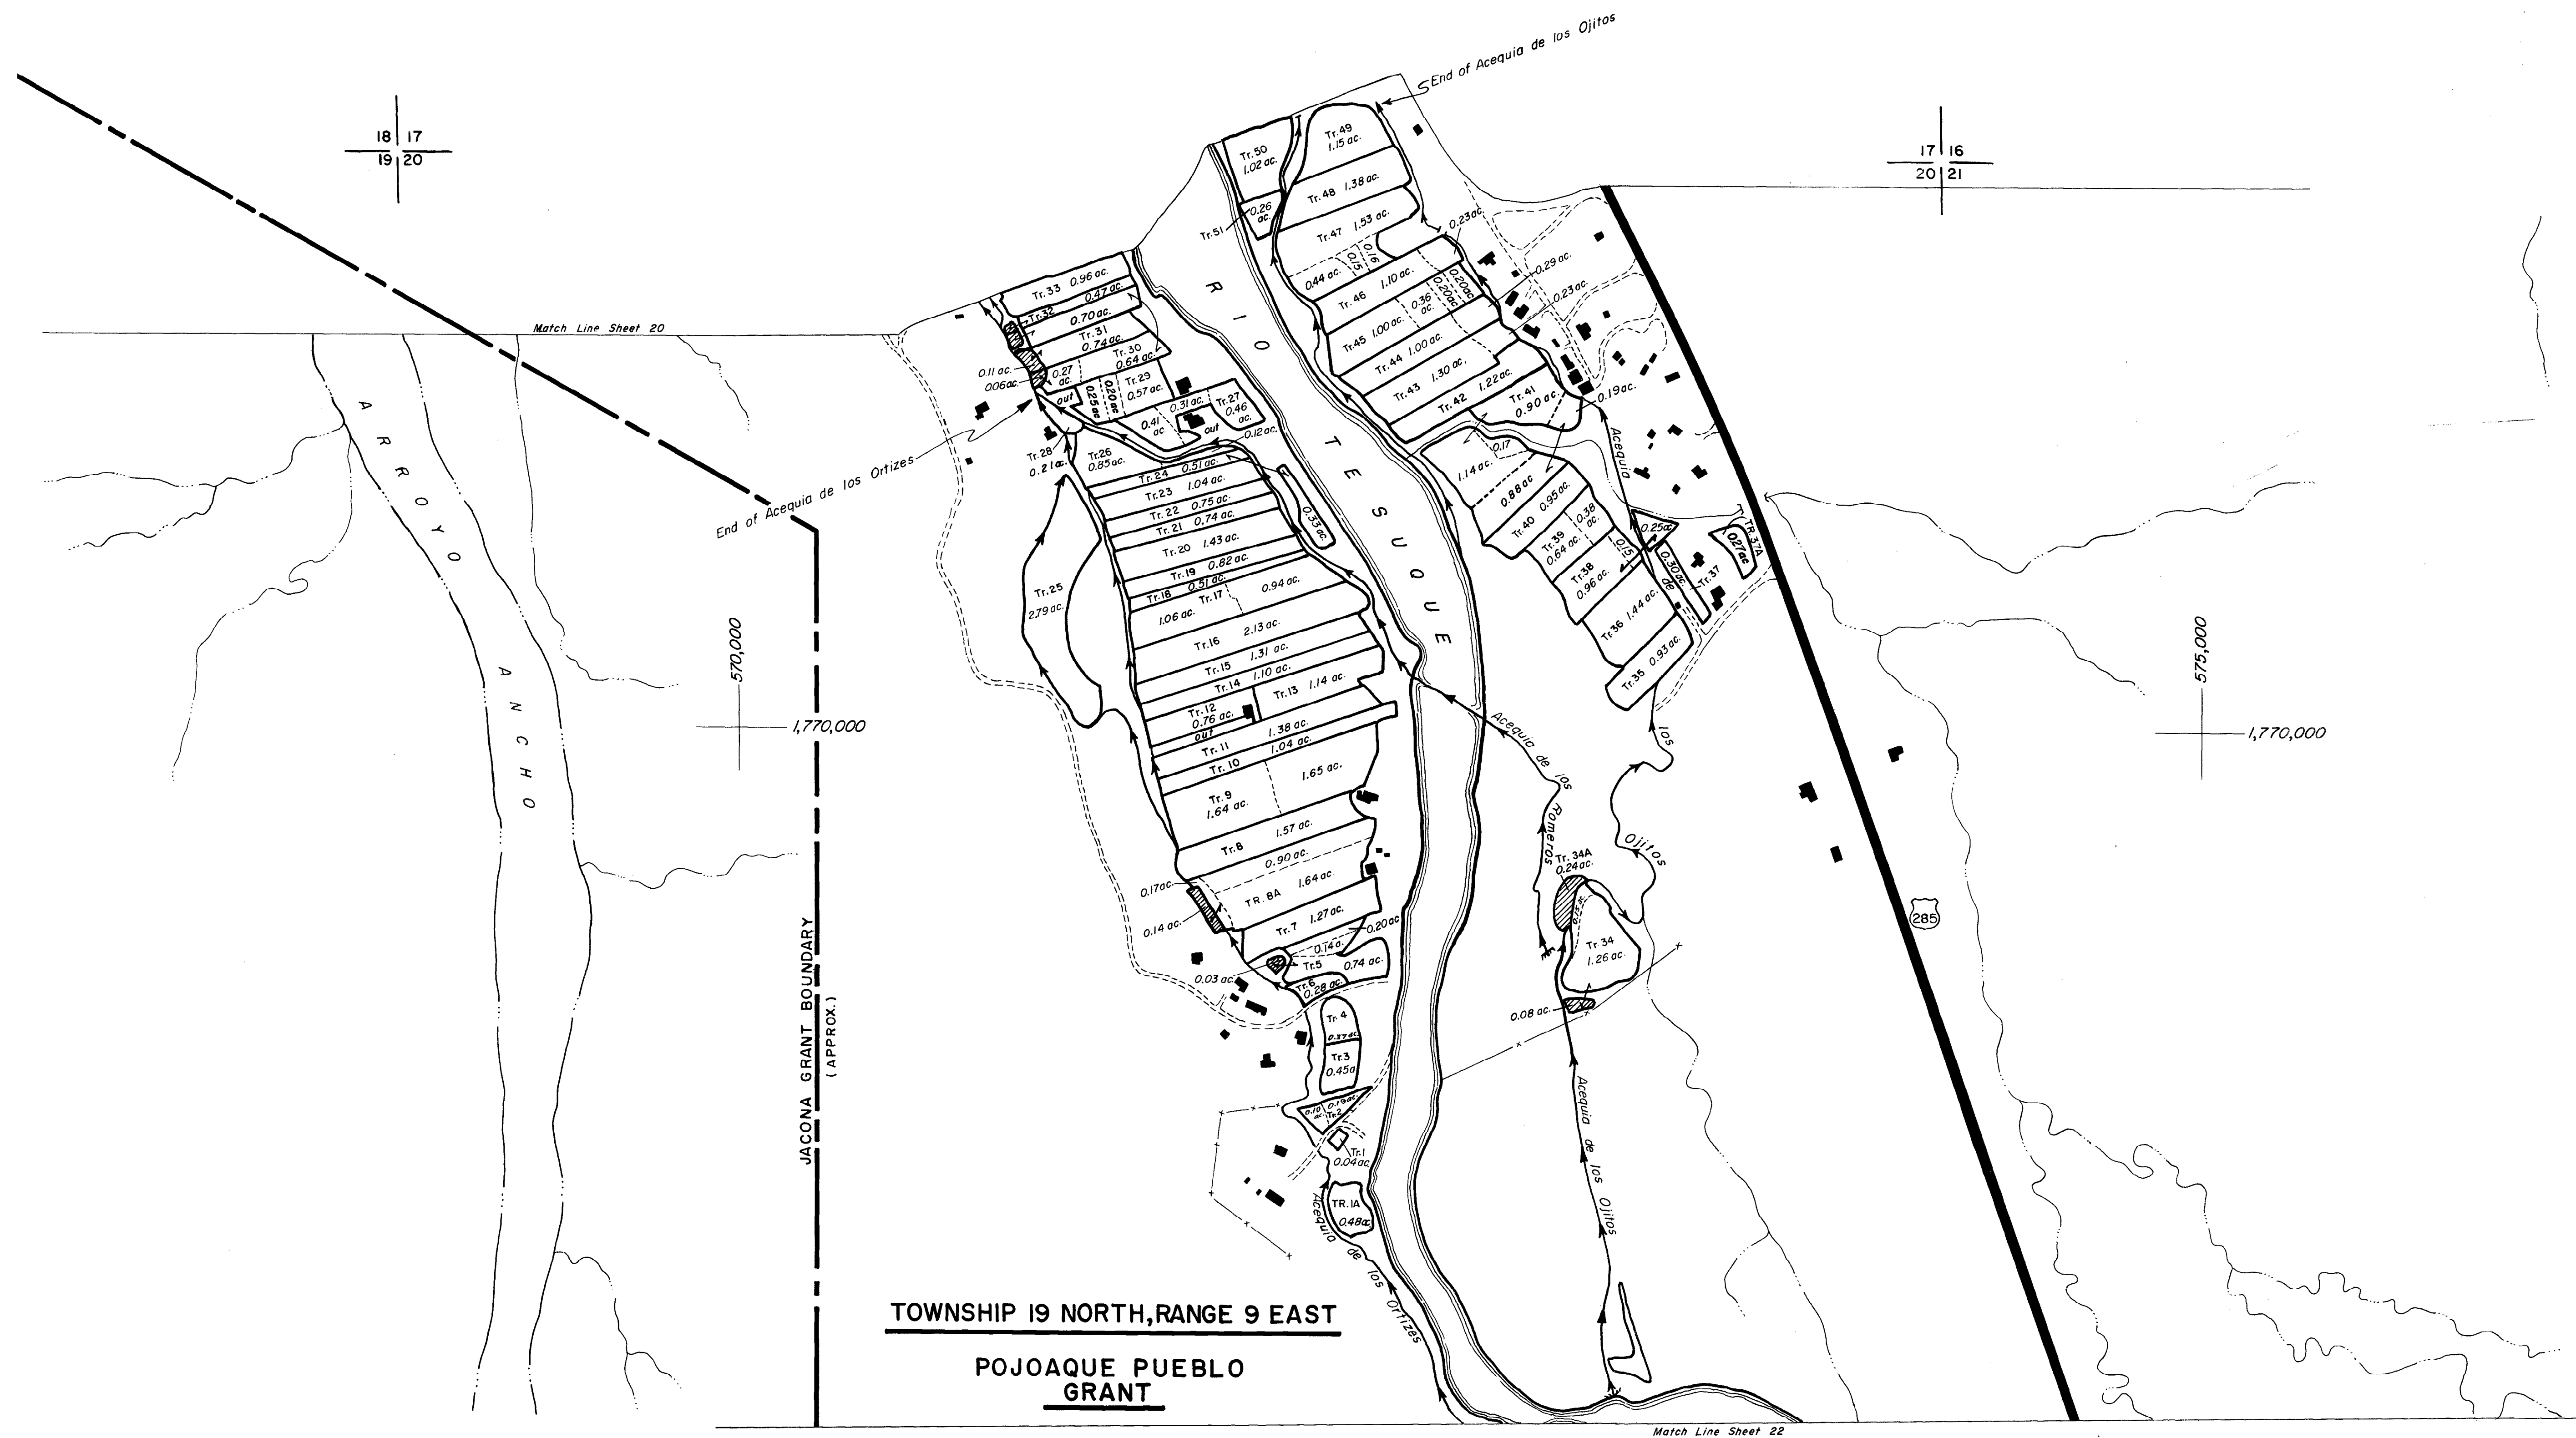 End of Acequia de los Ojitos
18 17
19 20
17 16
20 21
Tr. 49
1.15 ac.
Tr. 50
1.02 ac.
Tr. 48 1.38 ac.
0.26
ac.
Tr. 51
Tr. 47 1.53 ac.
0.23 ac.
0.44 ac.
0.15
0.16
Tr. 46 1.10 ac.
0.29 ac.
0.36
ac.
0.20 ac.
0.20 ac.
0.23 ac.
Tr. 45 1.00 ac.
Tr. 44 1.00 ac.
Tr. 43 1.30 ac.
Tr. 42 1.22 ac.
Tr. 41
0.90 ac.
0.19 ac.
Match Line Sheet 20
Tr. 33 0.96 ac.
Tr. 32
0.47 ac.
0.70 ac.
Tr. 31
0.74 ac.
Tr. 30
0.64 ac.
0.11 ac.
0.06 ac.
0.27
ac.
out
0.25 ac
0.20 ac
Tr. 29
0.57 ac.
0.31 ac.
Tr. 27
0.46
ac.
0.41
ac.
out
0.12 ac.
Tr. 28
0.21 ac.
Tr. 26
0.85 ac.
End of Acequia de los Ortizes
RIO TESUQUE
ARROYO ANCHO
Tr. 24 0.51 ac.
Tr. 23 1.04 ac.
Tr. 22 0.75 ac.
Tr. 21 0.74 ac.
Tr. 20 1.43 ac.
Tr. 19 0.82 ac.
Tr. 18 0.51 ac.
Tr. 17
1.06 ac.
0.94 ac.
0.33 ac.
Tr. 25
2.79 ac.
Tr. 16 2.13 ac.
Tr. 15 1.31 ac.
Tr. 14 1.10 ac.
Tr. 13 1.14 ac.
Tr. 12
0.76 ac.
out
Tr. 11 1.38 ac.
Tr. 10 1.04 ac.
Tr. 9
1.64 ac.
1.65 ac.
Tr. 8 1.57 ac.
0.90 ac.
0.17 ac.
TR. 8A 1.64 ac.
0.14 ac.
Tr. 7 1.27 ac.
0.20 ac
0.14 a.
Tr. 5 0.74 ac.
0.03 ac.
Tr. 6
0.28 ac.
Tr. 4
0.37 ac.
Tr. 3
0.45 a
0.10
ac.
0.19 ac.
Tr. 2
Tr. 1
0.04 ac.
TR. 1A
0.48 ac
Acequia de los Ortizes
0.17
1.14 ac.
0.88 ac
Tr. 40 0.95 ac.
Tr. 39
0.64 ac.
0.38
ac.
0.15
Tr. 38
0.96 ac.
0.25 ac
0.30 ac.
Tr. 37
TR. 37A
0.27 ac
Tr. 36 1.44 ac.
Tr. 35 0.93 ac.
Acequia de los Ojitos
Acequia de los Romeros
Tr. 34A
0.24 ac.
Tr. 34
1.26 ac.
0.08 ac.
Acequia de los Ojitos
570,000
1,770,000
575,000
1,770,000
285
JACONA GRANT BOUNDARY
(APPROX.)
TOWNSHIP 19 NORTH, RANGE 9 EAST
POJOAQUE PUEBLO
GRANT
Match Line Sheet 22